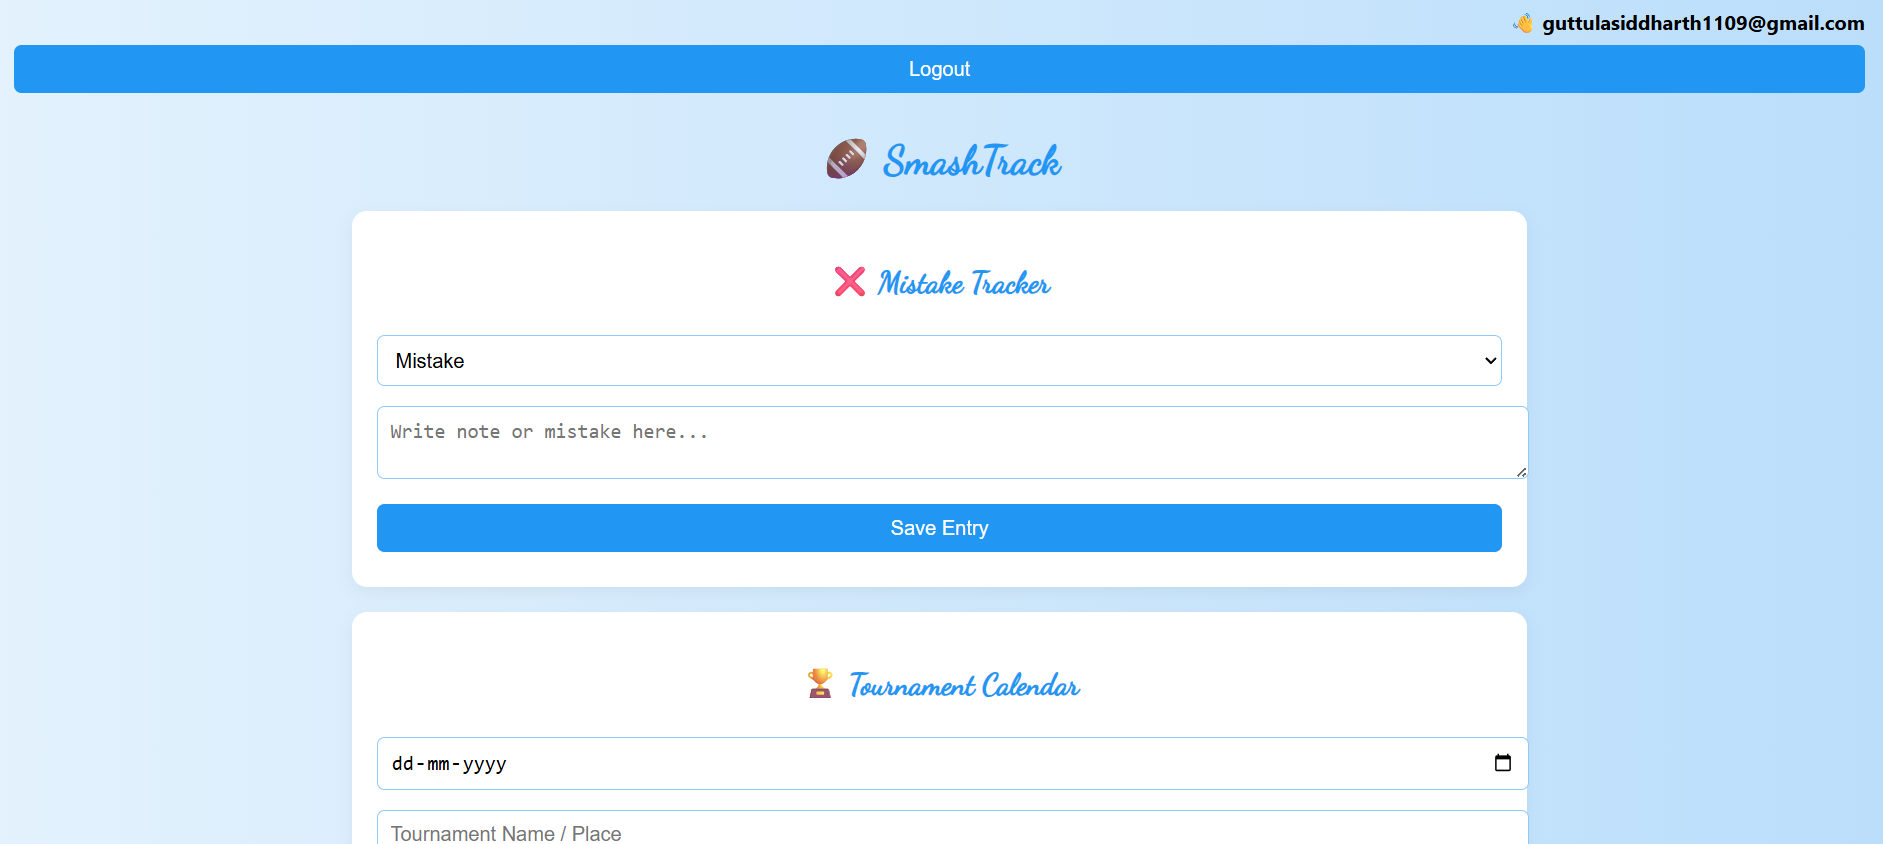 👋 guttulasiddharth1109@gmail.com
Logout
🏈 SmashTrack
❌ Mistake Tracker
Mistake
Write note or mistake here...
Save Entry
🏆 Tournament Calendar
dd-mm-yyyy
Tournament Name / Place